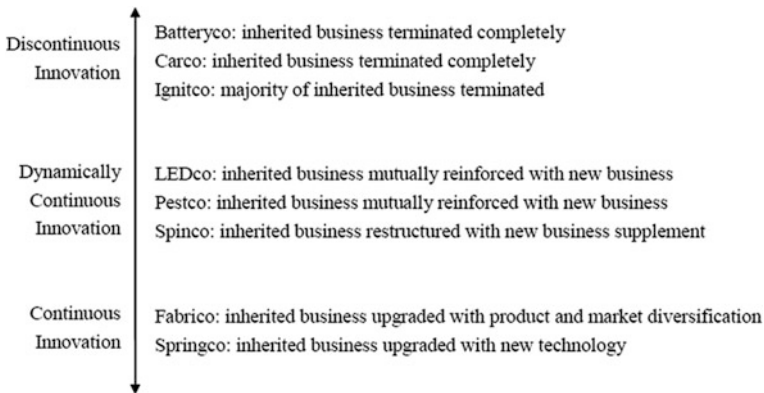 Discontinuous
Innovation
Batteryco: inherited business terminated completely
Carco: inherited business terminated completely
Ignitco: majority of inherited business terminated
Dynamically
Continuous
Innovation
LEDco: inherited business mutually reinforced with new business
Pestco: inherited business mutually reinforced with new business
Spinco: inherited business restructured with new business supplement
Continuous
Innovation
Fabrico: inherited business upgraded with product and market diversification
Springco: inherited business upgraded with new technology